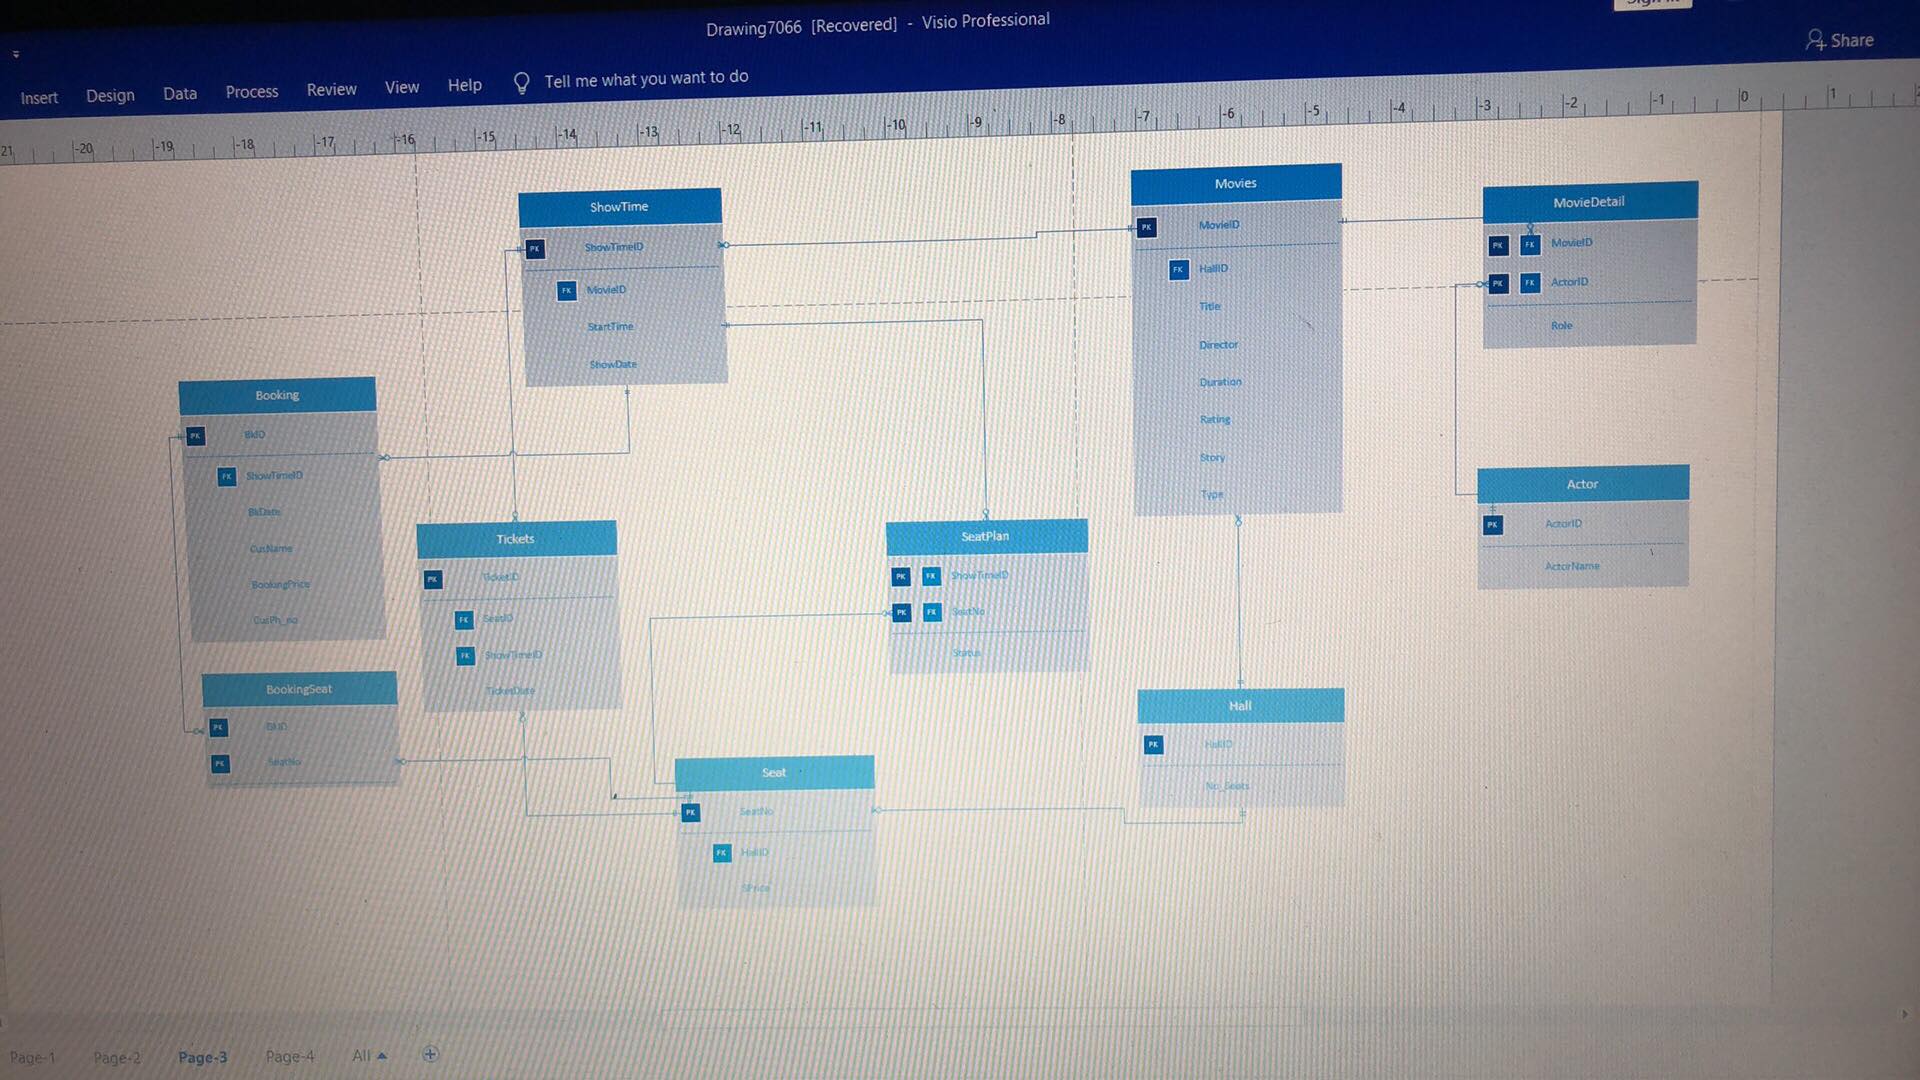 Drawing7066 [Recovered] - Visio Professional
Share
Insert Design Data Process Review View Help Tell me what you want to do
21 -20 -19 -18 -17 -16 -15 -14 -13 -12 -11 -10 -9 -8 -7 -6 -5 -4 -3 -2 -1 0 1
ShowTime
PK ShowTimeID
FK MovieID
StartTime
ShowDate
Movies
PK MovieID
FK HallID
Title
Director
Duration
Rating
Story
Type
MovieDetail
PK FK MovieID
PK FK ActorID
Role
Booking
PK BkID
FK ShowTimeID
BkDate
CusName
BookingPrice
CusPh_no
Tickets
PK TicketID
FK SeatID
FK ShowTimeID
TicketDate
SeatPlan
PK FK ShowTimeID
PK FK SeatNo
Status
Actor
PK ActorID
ActorName
BookingSeat
PK BkID
PK SeatNo
Seat
PK SeatNo
FK HallID
SPrice
Hall
PK HallID
No_Seats
Page-1 Page-2 Page-3 Page-4 All